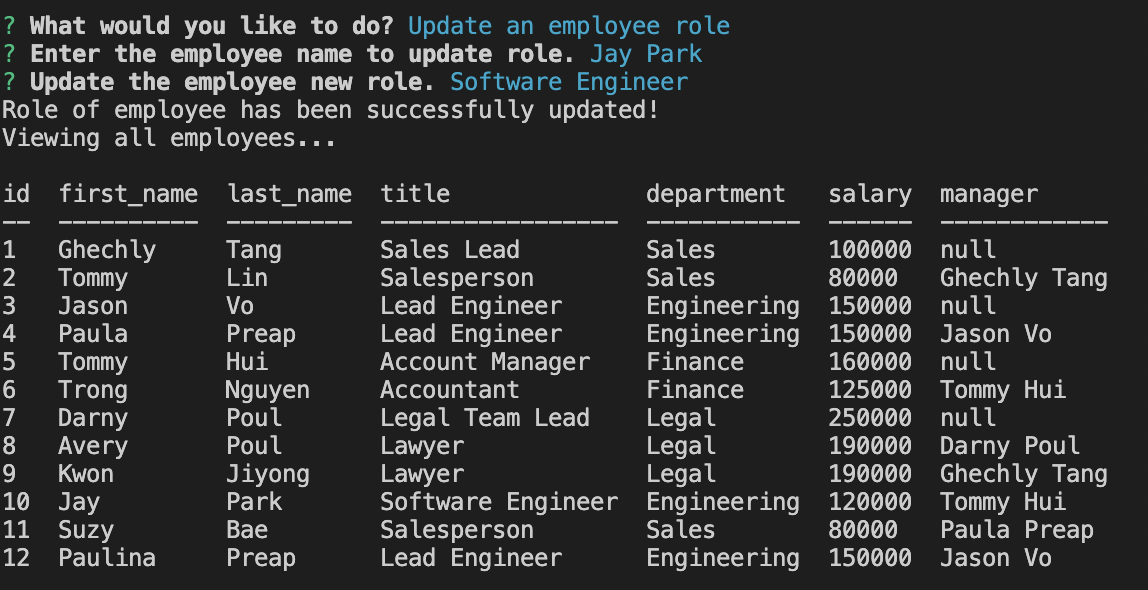 ? What would you like to do? Update an employee role
? Enter the employee name to update role. Jay Park
? Update the employee new role. Software Engineer
Role of employee has been successfully updated!
Viewing all employees...
id  first_name  last_name  title              department   salary  manager
--  ----------  ---------  -----------------  -----------  ------  ------------
1   Ghechly     Tang       Sales Lead         Sales        100000  null
2   Tommy       Lin        Salesperson        Sales        80000   Ghechly Tang
3   Jason       Vo         Lead Engineer      Engineering  150000  null
4   Paula       Preap      Lead Engineer      Engineering  150000  Jason Vo
5   Tommy       Hui        Account Manager    Finance      160000  null
6   Trong       Nguyen     Accountant         Finance      125000  Tommy Hui
7   Darny       Poul       Legal Team Lead    Legal        250000  null
8   Avery       Poul       Lawyer             Legal        190000  Darny Poul
9   Kwon        Jiyong     Lawyer             Legal        190000  Ghechly Tang
10  Jay         Park       Software Engineer  Engineering  120000  Tommy Hui
11  Suzy        Bae        Salesperson        Sales        80000   Paula Preap
12  Paulina     Preap      Lead Engineer      Engineering  150000  Jason Vo